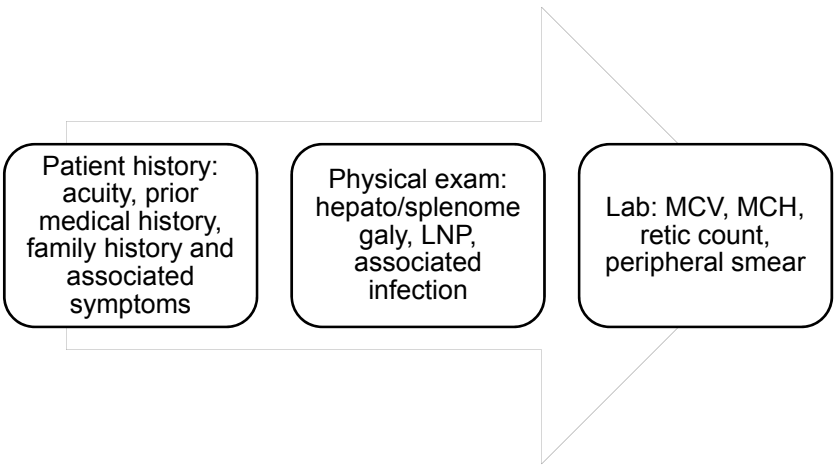 Patient history:
acuity, prior
medical history,
family history and
associated
symptoms
Physical exam:
hepato/splenome
galy, LNP,
associated
infection
Lab: MCV, MCH,
retic count,
peripheral smear